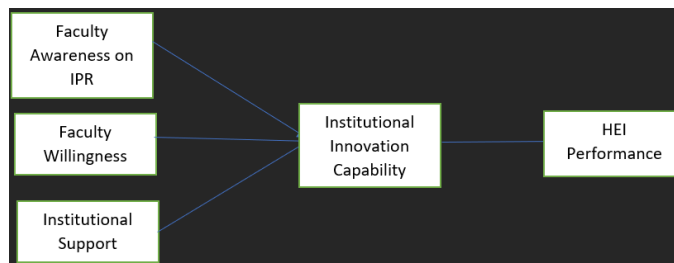 Faculty
Awareness on
IPR
Faculty
Willingness
Institutional
Support
Institutional
Innovation
Capability
HEI
Performance